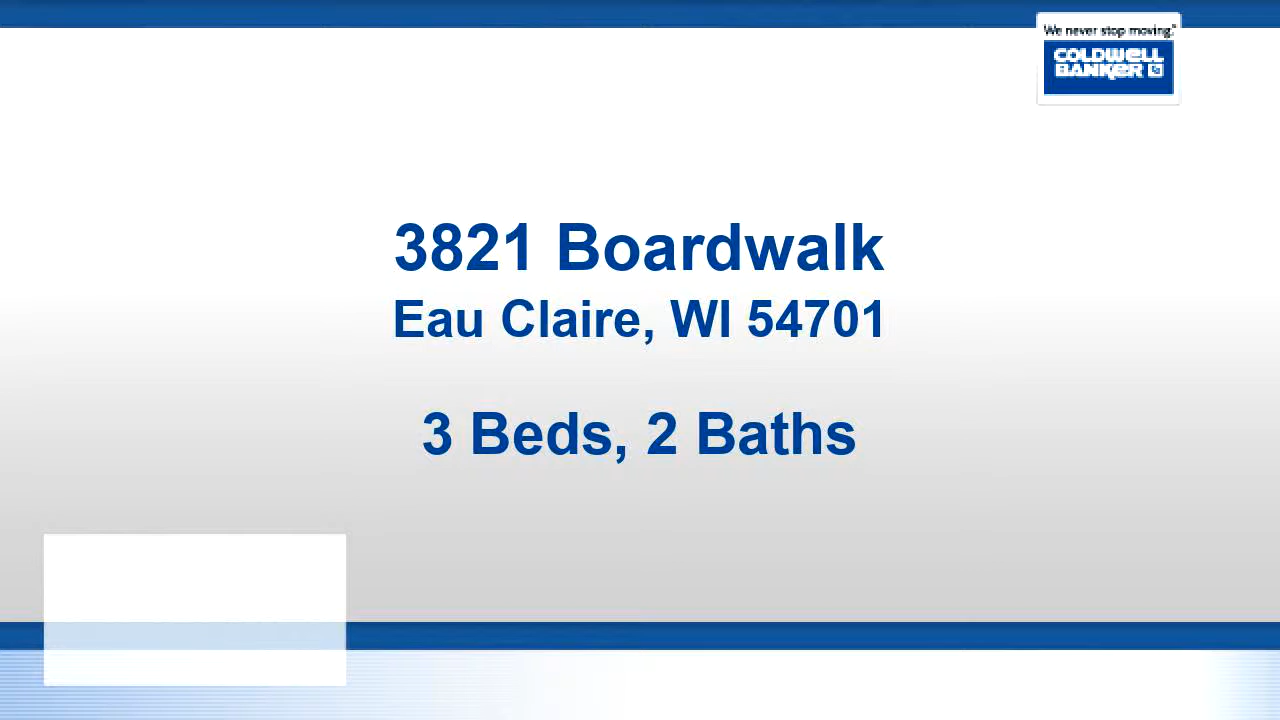 We never stop moving.®
COLDWELL
BANKER
3821 Boardwalk
Eau Claire, WI 54701
3 Beds, 2 Baths